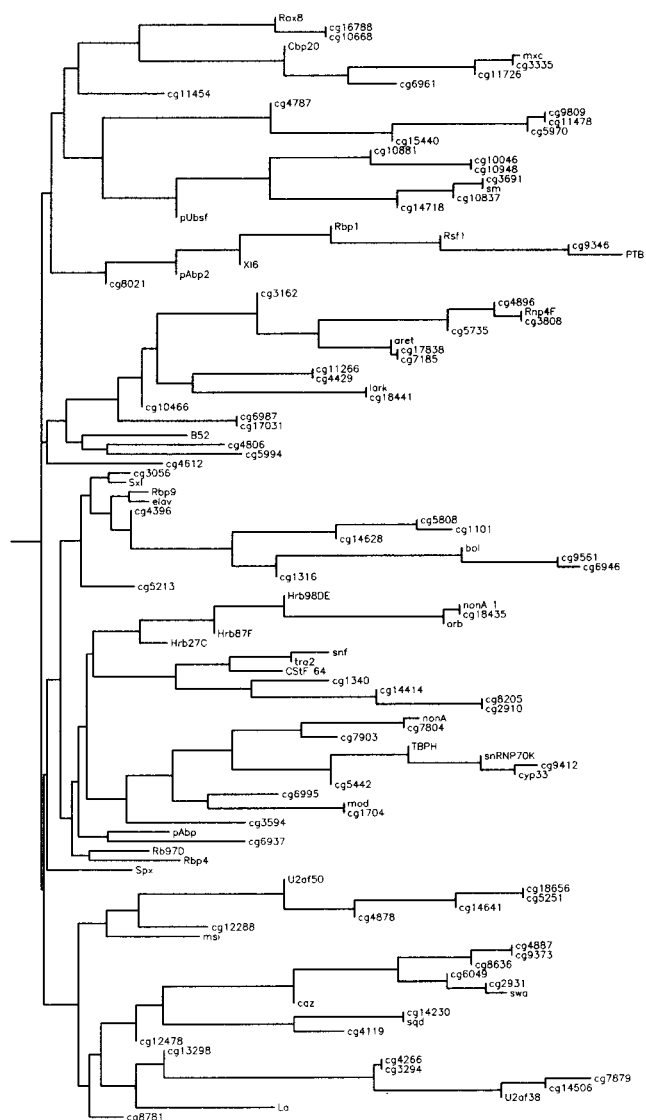 Rox8
cg16788
cg10668
Cbp20
mxc
cg3335
cg11726
cg6961
cg11454
cg4787
cg9809
cg11478
cg5970
cg15440
cg10881
cg10046
cg10948
cg3691
sm
cg10837
cg14718
pUbsf
Rbp1
Rsf1
cg9346
PTB
Xl6
pAbp2
cg8021
cg3162
cg4896
Rnp4F
cg3808
cg5735
aret
cg17838
cg7185
cg11266
cg4429
lark
cg18441
cg10466
cg6987
cg17031
B52
cg4806
cg5994
cg4612
cg3056
Sxl
Rbp9
elav
cg4396
cg5808
cg1101
cg14628
bol
cg9561
cg6946
cg1316
cg5213
Hrb98DE
nonA 1
cg18435
orb
Hrb87F
Hrb27C
snf
tra2
CStF 64
cg1340
cg14414
cg8205
cg2910
nonA
cg7804
cg7903
TBPH
snRNP70K
cg9412
cyp33
cg5442
cg6995
mod
cg1704
cg3594
pAbp
cg6937
Rb97D
Rbp4
Spx
U2af50
cg18656
cg5251
cg14641
cg4878
cg12288
msi
cg4887
cg9373
cg8636
cg6049
cg2931
swa
caz
cg14230
sqd
cg4119
cg12478
cg13298
cg4266
cg3294
cg7879
cg14506
U2af38
La
cg8781